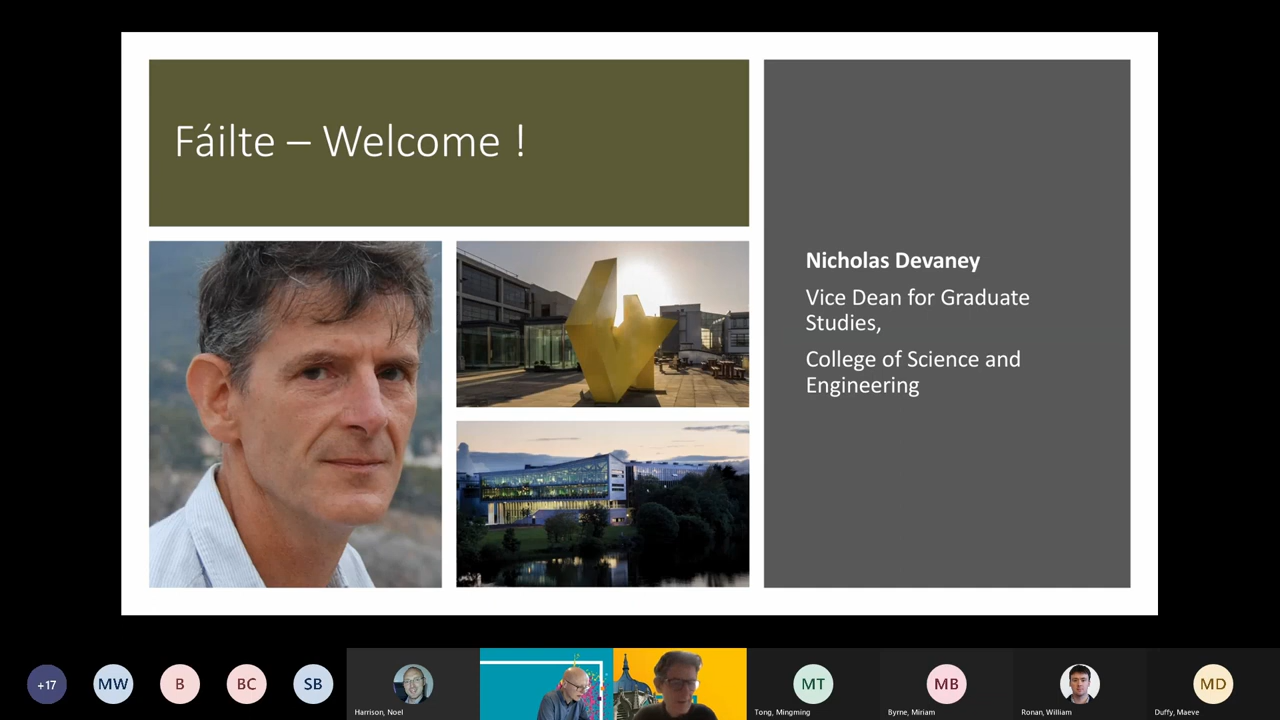 Fáilte – Welcome !
Nicholas Devaney
Vice Dean for Graduate
Studies,
College of Science and
Engineering
+17
MW
B
BC
SB
Harrison, Noel
MT
Tong, Mingming
MB
Byrne, Miriam
Ronan, William
MD
Duffy, Maeve